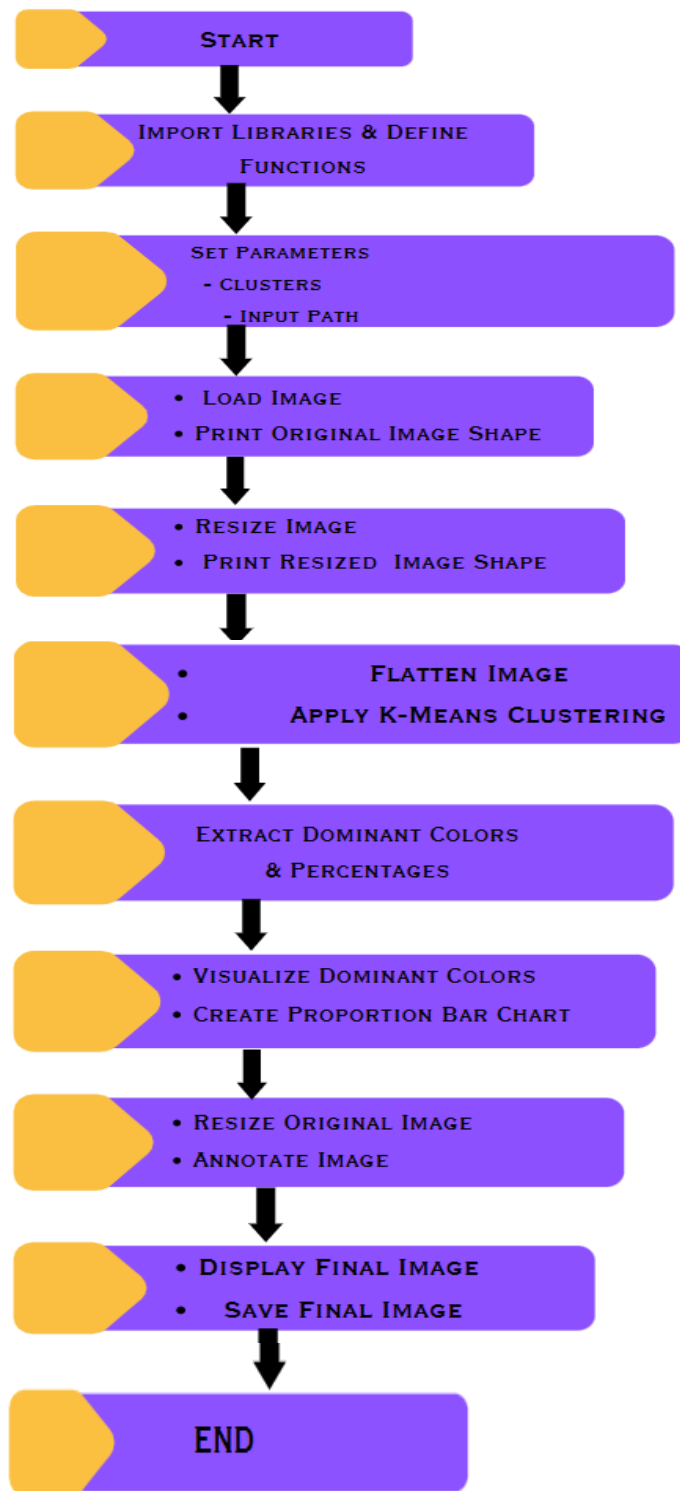 Start
Import Libraries & Define
Functions
Set Parameters
- Clusters
- Input Path
• Load Image
• Print Original Image Shape
• Resize Image
• Print Resized Image Shape
• Flatten Image
• Apply K-Means Clustering
Extract Dominant Colors
& Percentages
• Visualize Dominant Colors
• Create Proportion Bar Chart
• Resize Original Image
• Annotate Image
• Display Final Image
• Save Final Image
END